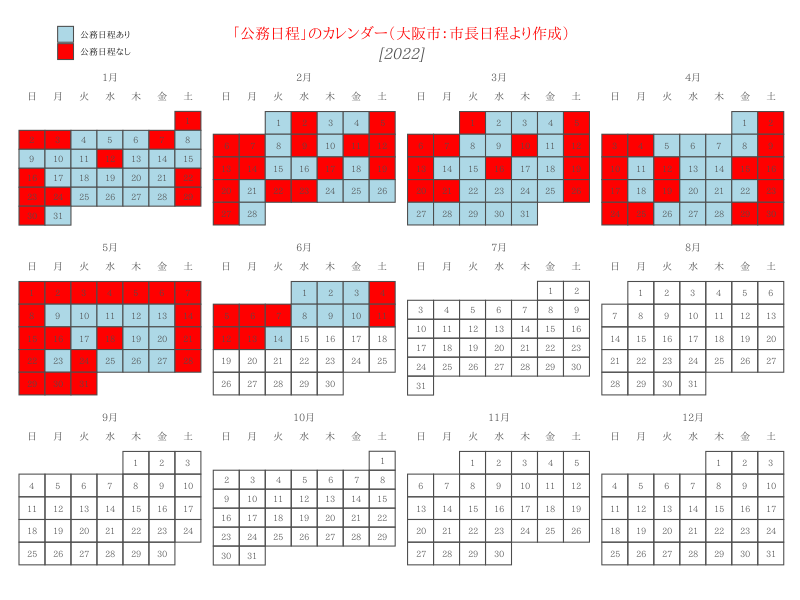 公務日程あり
公務日程なし
「公務日程」のカレンダー（大阪市：市長日程より作成）
[2022]
1月
日 月 火 水 木 金 土
1
2 3 4 5 6 7 8
9 10 11 12 13 14 15
16 17 18 19 20 21 22
23 24 25 26 27 28 29
30 31
2月
日 月 火 水 木 金 土
1 2 3 4 5
6 7 8 9 10 11 12
13 14 15 16 17 18 19
20 21 22 23 24 25 26
27 28
3月
日 月 火 水 木 金 土
1 2 3 4 5
6 7 8 9 10 11 12
13 14 15 16 17 18 19
20 21 22 23 24 25 26
27 28 29 30 31
4月
日 月 火 水 木 金 土
1 2
3 4 5 6 7 8 9
10 11 12 13 14 15 16
17 18 19 20 21 22 23
24 25 26 27 28 29 30
5月
日 月 火 水 木 金 土
1 2 3 4 5 6 7
8 9 10 11 12 13 14
15 16 17 18 19 20 21
22 23 24 25 26 27 28
29 30 31
6月
日 月 火 水 木 金 土
1 2 3 4
5 6 7 8 9 10 11
12 13 14 15 16 17 18
19 20 21 22 23 24 25
26 27 28 29 30
7月
日 月 火 水 木 金 土
1 2
3 4 5 6 7 8 9
10 11 12 13 14 15 16
17 18 19 20 21 22 23
24 25 26 27 28 29 30
31
8月
日 月 火 水 木 金 土
1 2 3 4 5 6
7 8 9 10 11 12 13
14 15 16 17 18 19 20
21 22 23 24 25 26 27
28 29 30 31
9月
日 月 火 水 木 金 土
1 2 3
4 5 6 7 8 9 10
11 12 13 14 15 16 17
18 19 20 21 22 23 24
25 26 27 28 29 30
10月
日 月 火 水 木 金 土
1
2 3 4 5 6 7 8
9 10 11 12 13 14 15
16 17 18 19 20 21 22
23 24 25 26 27 28 29
30 31
11月
日 月 火 水 木 金 土
1 2 3 4 5
6 7 8 9 10 11 12
13 14 15 16 17 18 19
20 21 22 23 24 25 26
27 28 29 30
12月
日 月 火 水 木 金 土
1 2 3
4 5 6 7 8 9 10
11 12 13 14 15 16 17
18 19 20 21 22 23 24
25 26 27 28 29 30 31